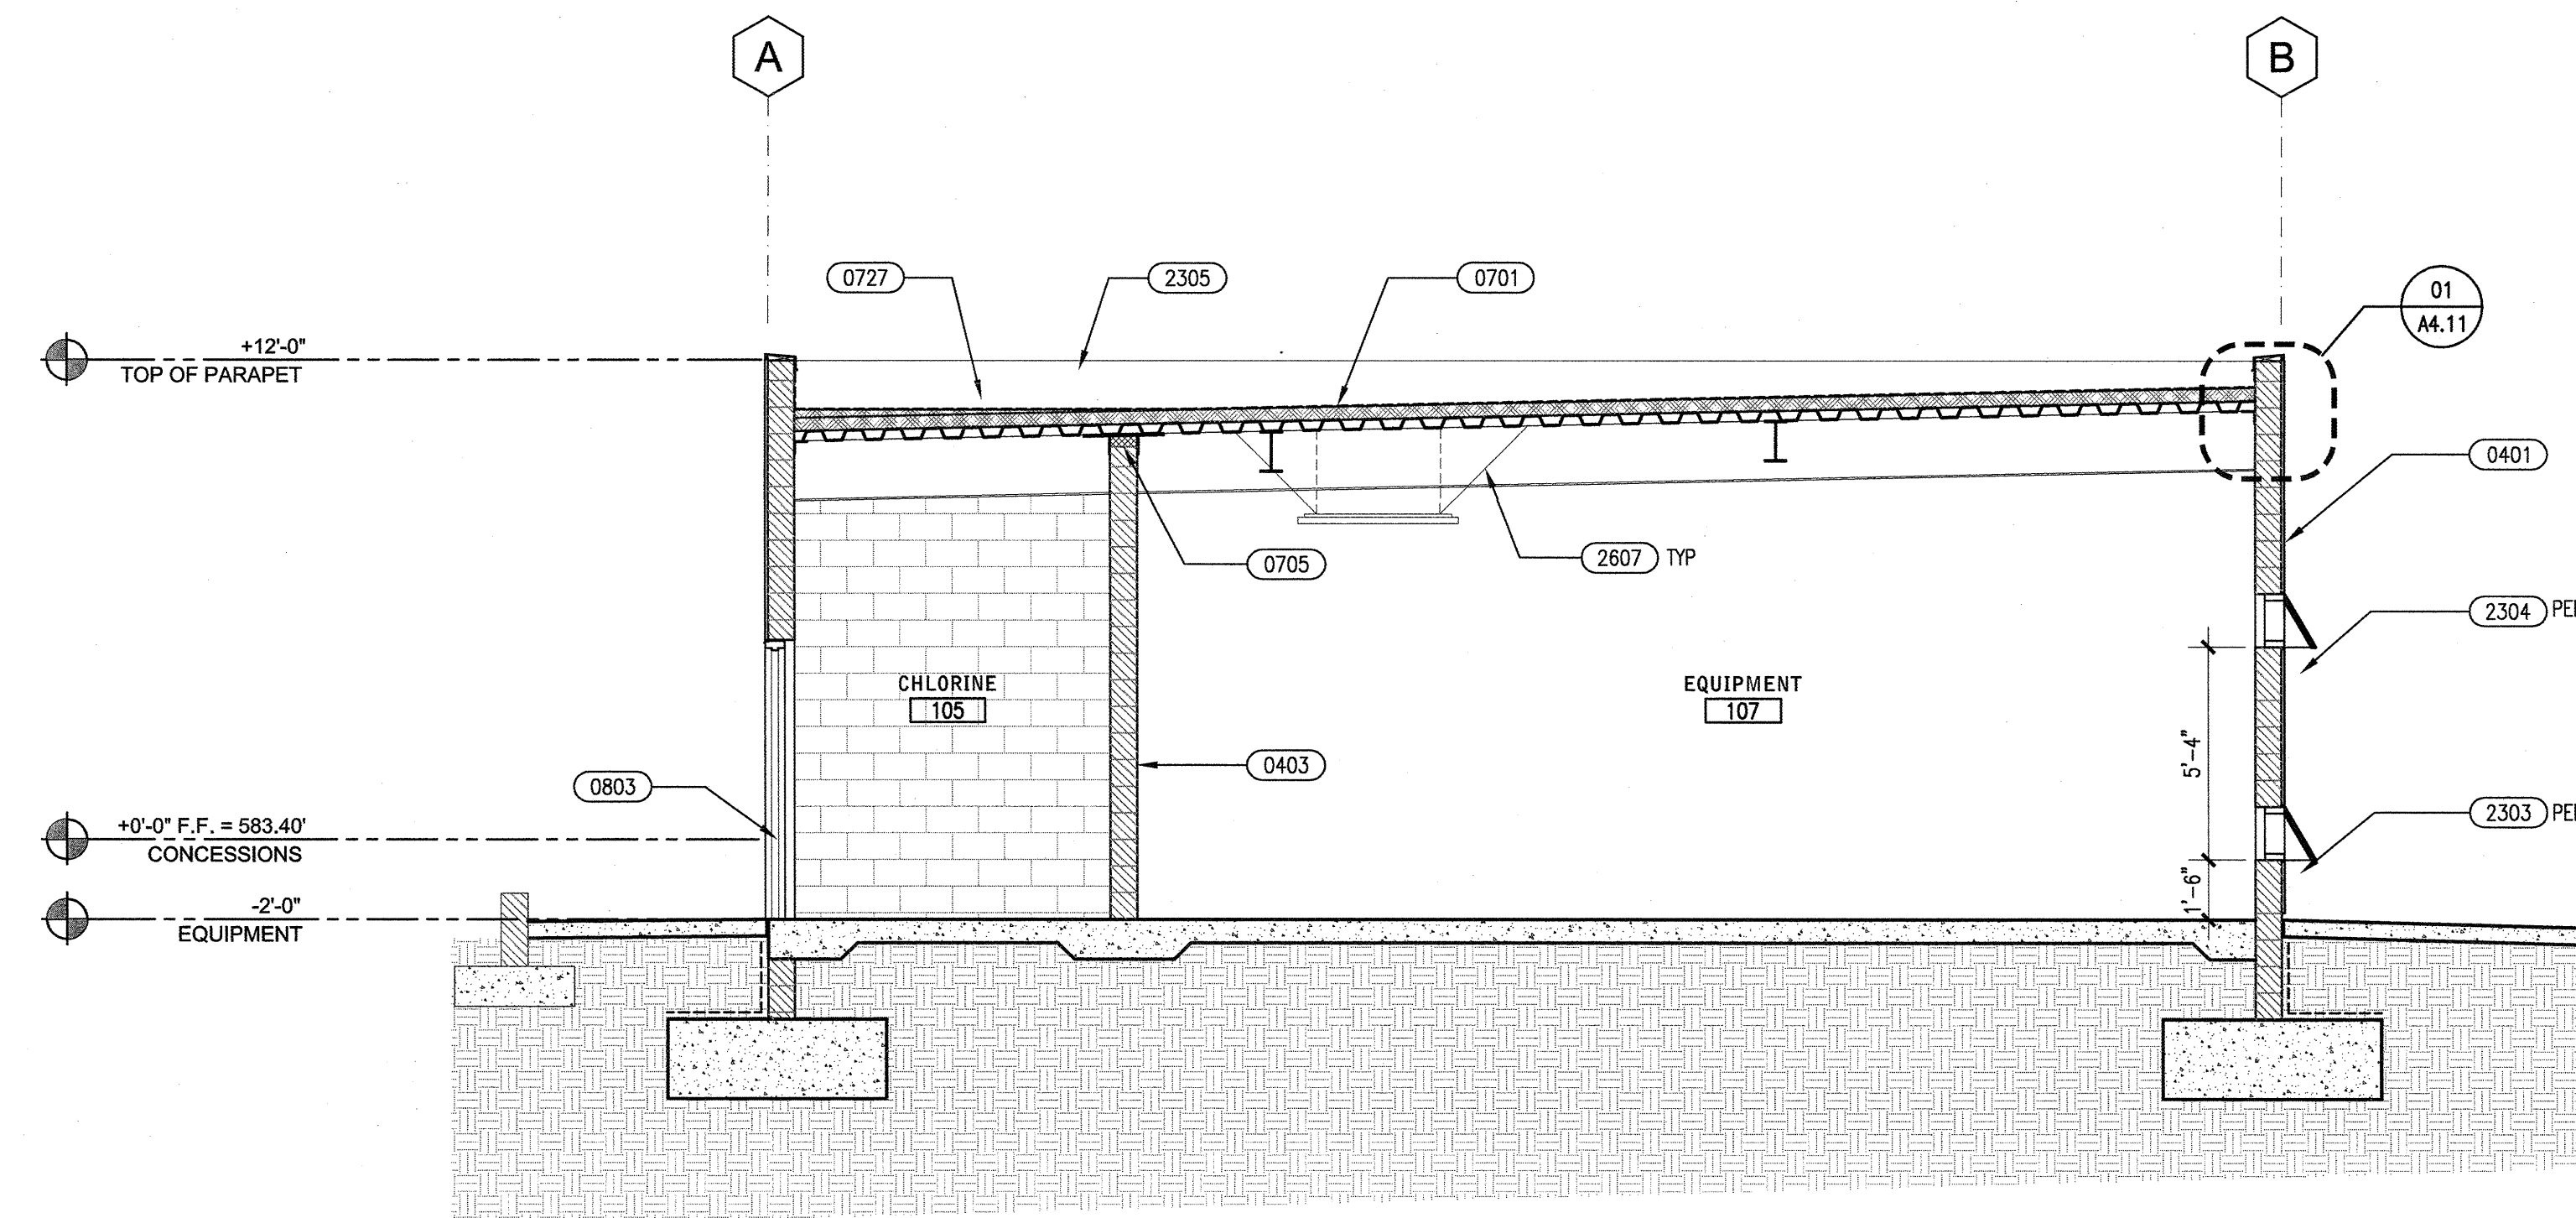 A
B
0727
2305
0701
01
A4.11
+12'-0"
TOP OF PARAPET
0401
0705
2607 TYP
2304
CHLORINE
105
EQUIPMENT
107
5'-4"
0403
0803
2303
+0'-0" F.F. = 583.40'
CONCESSIONS
1'-6"
-2'-0"
EQUIPMENT